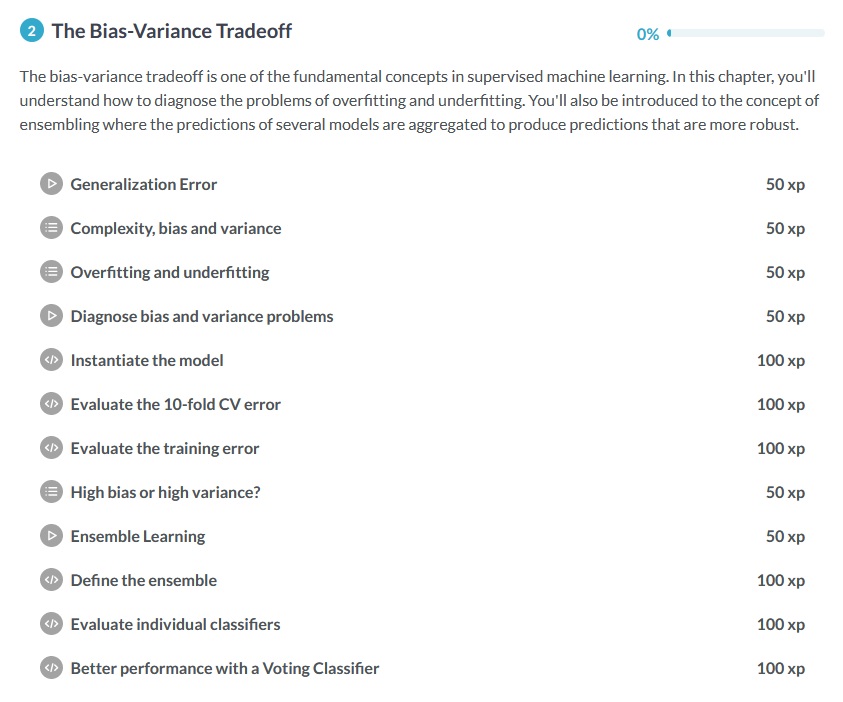 2 The Bias-Variance Tradeoff 0%
The bias-variance tradeoff is one of the fundamental concepts in supervised machine learning. In this chapter, you'll
understand how to diagnose the problems of overfitting and underfitting. You'll also be introduced to the concept of
ensembling where the predictions of several models are aggregated to produce predictions that are more robust.
Generalization Error 50 xp
Complexity, bias and variance 50 xp
Overfitting and underfitting 50 xp
Diagnose bias and variance problems 50 xp
Instantiate the model 100 xp
Evaluate the 10-fold CV error 100 xp
Evaluate the training error 100 xp
High bias or high variance? 50 xp
Ensemble Learning 50 xp
Define the ensemble 100 xp
Evaluate individual classifiers 100 xp
Better performance with a Voting Classifier 100 xp